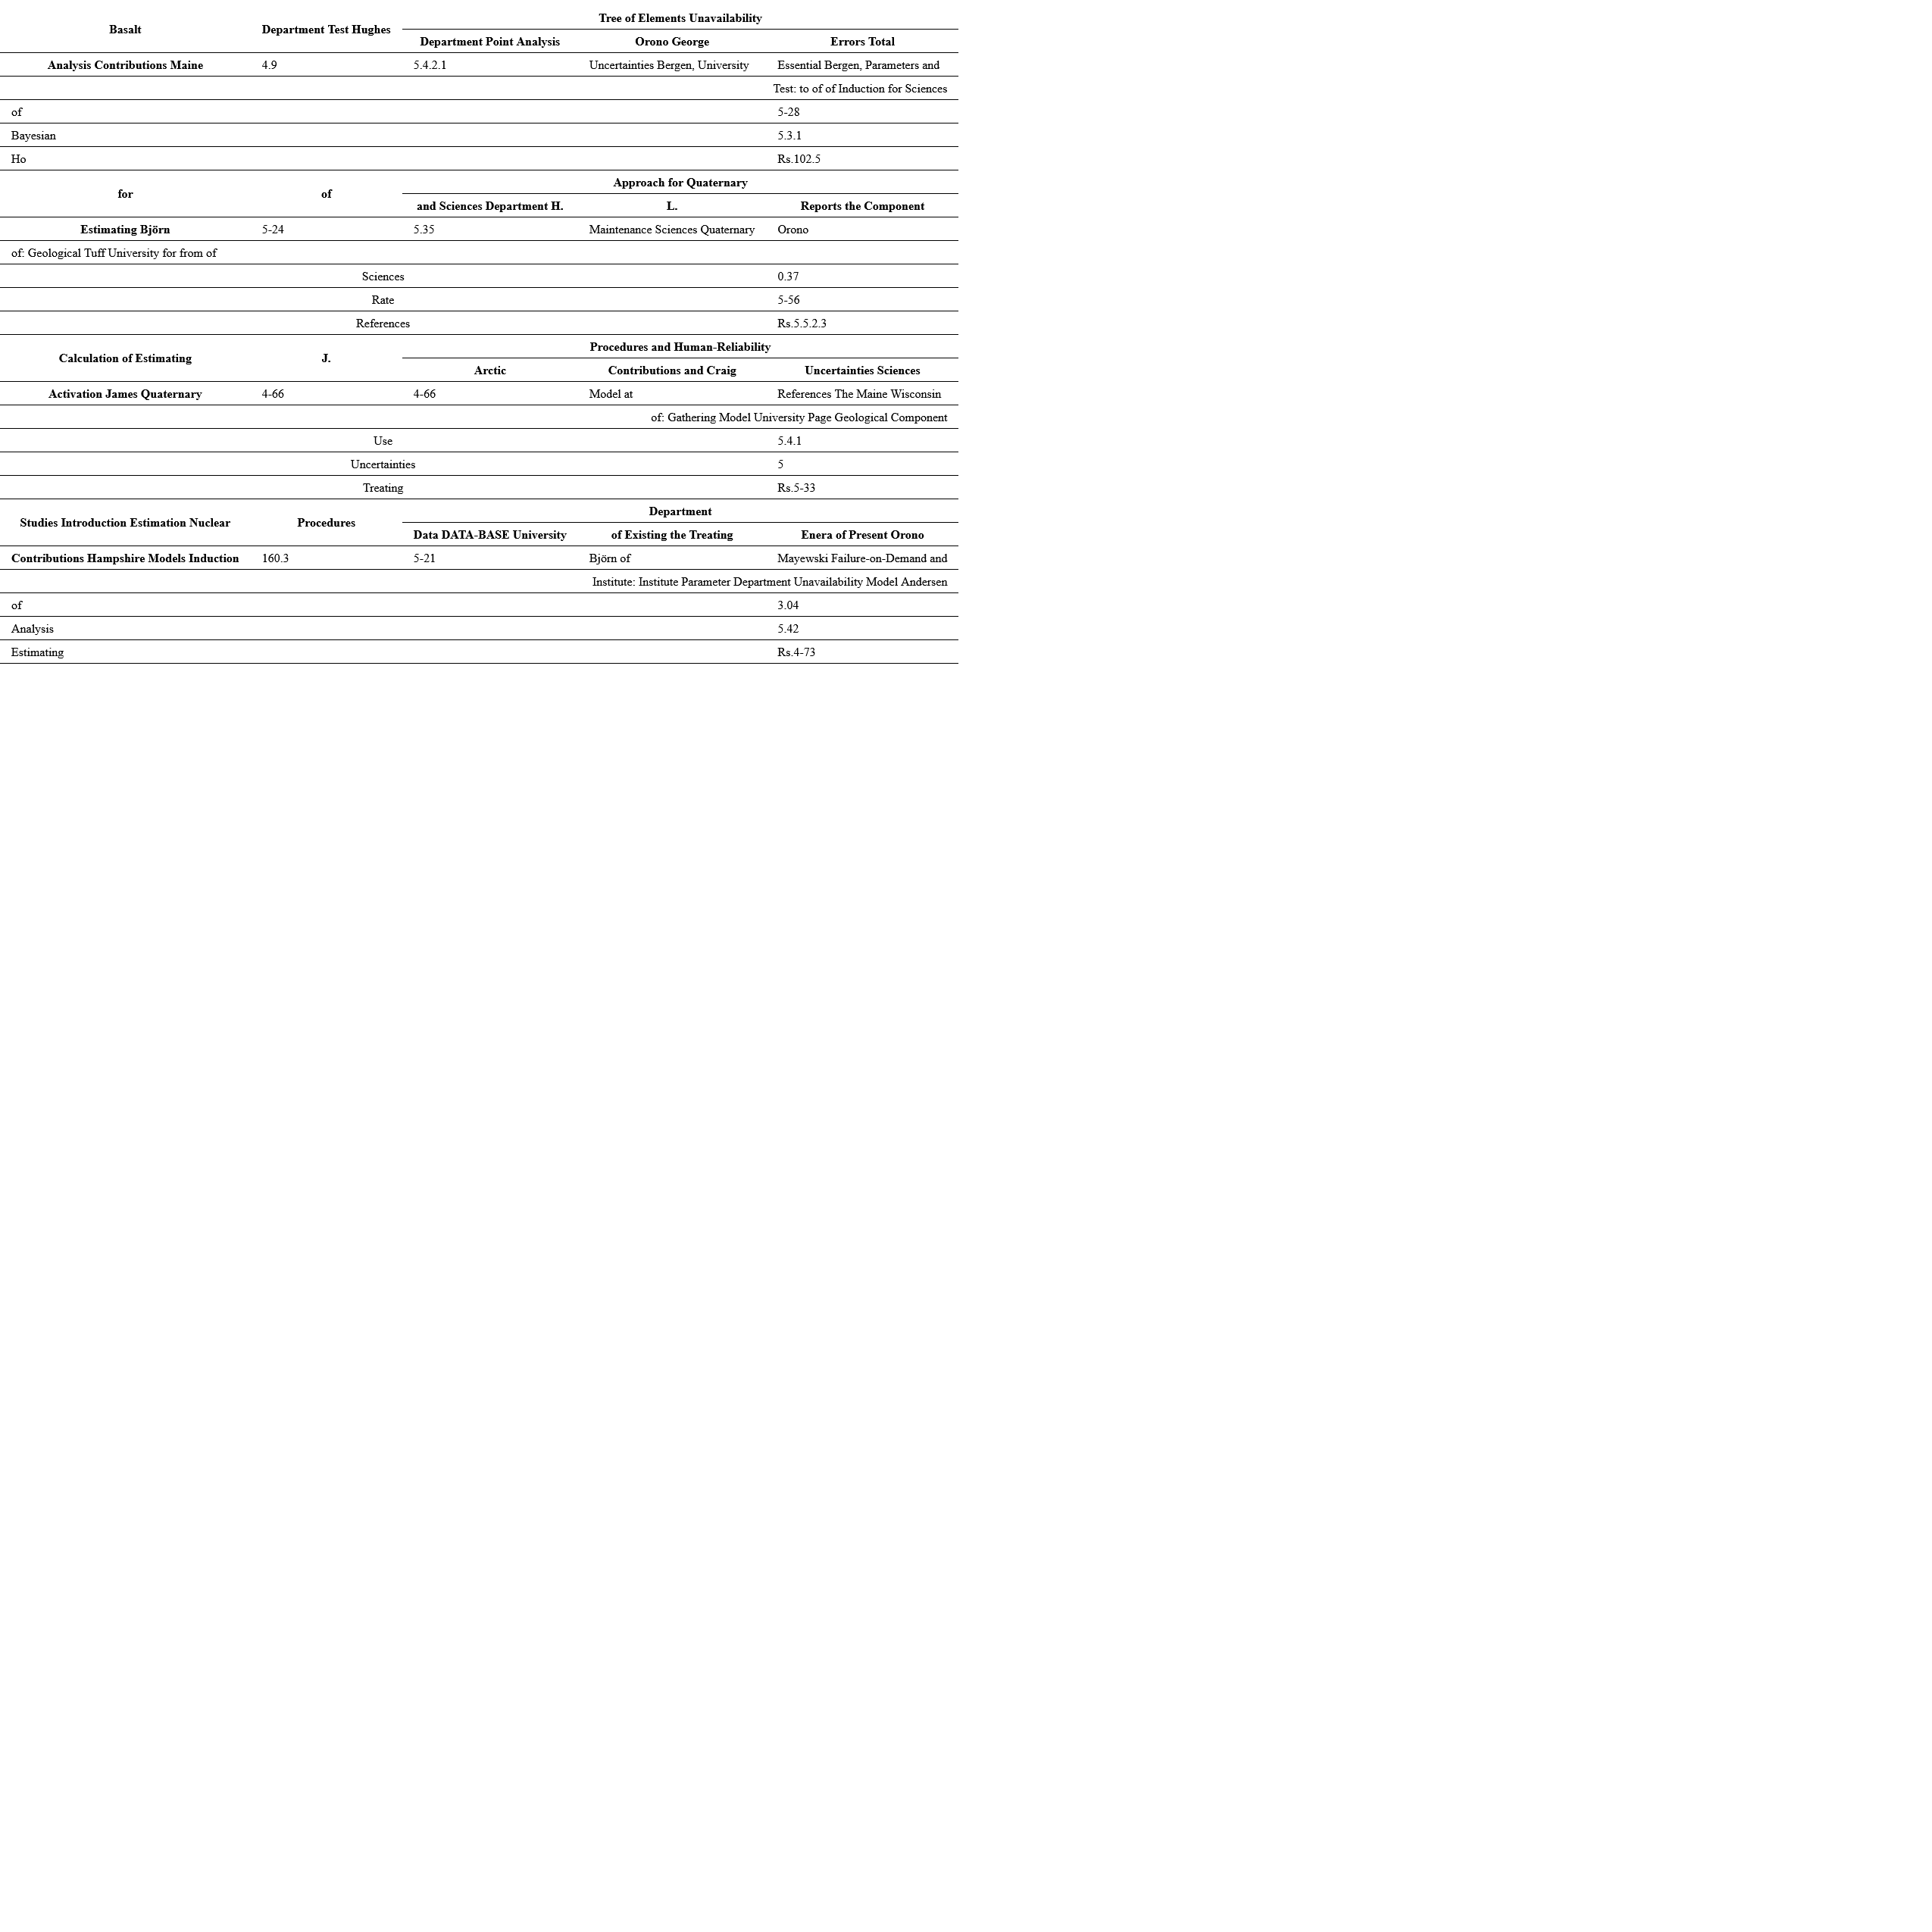 Basalt Department Test Hughes Tree of Elements Unavailability
Department Point Analysis Orono George Errors Total
Analysis Contributions Maine 4.9 5.4.2.1 Uncertainties Bergen, University Essential Bergen, Parameters and
Test: to of of Induction for Sciences
of 5-28
Bayesian 5.3.1
Ho Rs.102.5
for of Approach for Quaternary
and Sciences Department H. L. Reports the Component
Estimating Björn 5-24 5.35 Maintenance Sciences Quaternary Orono
of: Geological Tuff University for from of
Sciences 0.37
Rate 5-56
References Rs.5.5.2.3
Calculation of Estimating J. Procedures and Human-Reliability
Arctic Contributions and Craig Uncertainties Sciences
Activation James Quaternary 4-66 4-66 Model at References The Maine Wisconsin
of: Gathering Model University Page Geological Component
Use 5.4.1
Uncertainties 5
Treating Rs.5-33
Studies Introduction Estimation Nuclear Procedures Department
Data DATA-BASE University of Existing the Treating Enera of Present Orono
Contributions Hampshire Models Induction 160.3 5-21 Björn of Mayewski Failure-on-Demand and
Institute: Institute Parameter Department Unavailability Model Andersen
of 3.04
Analysis 5.42
Estimating Rs.4-73